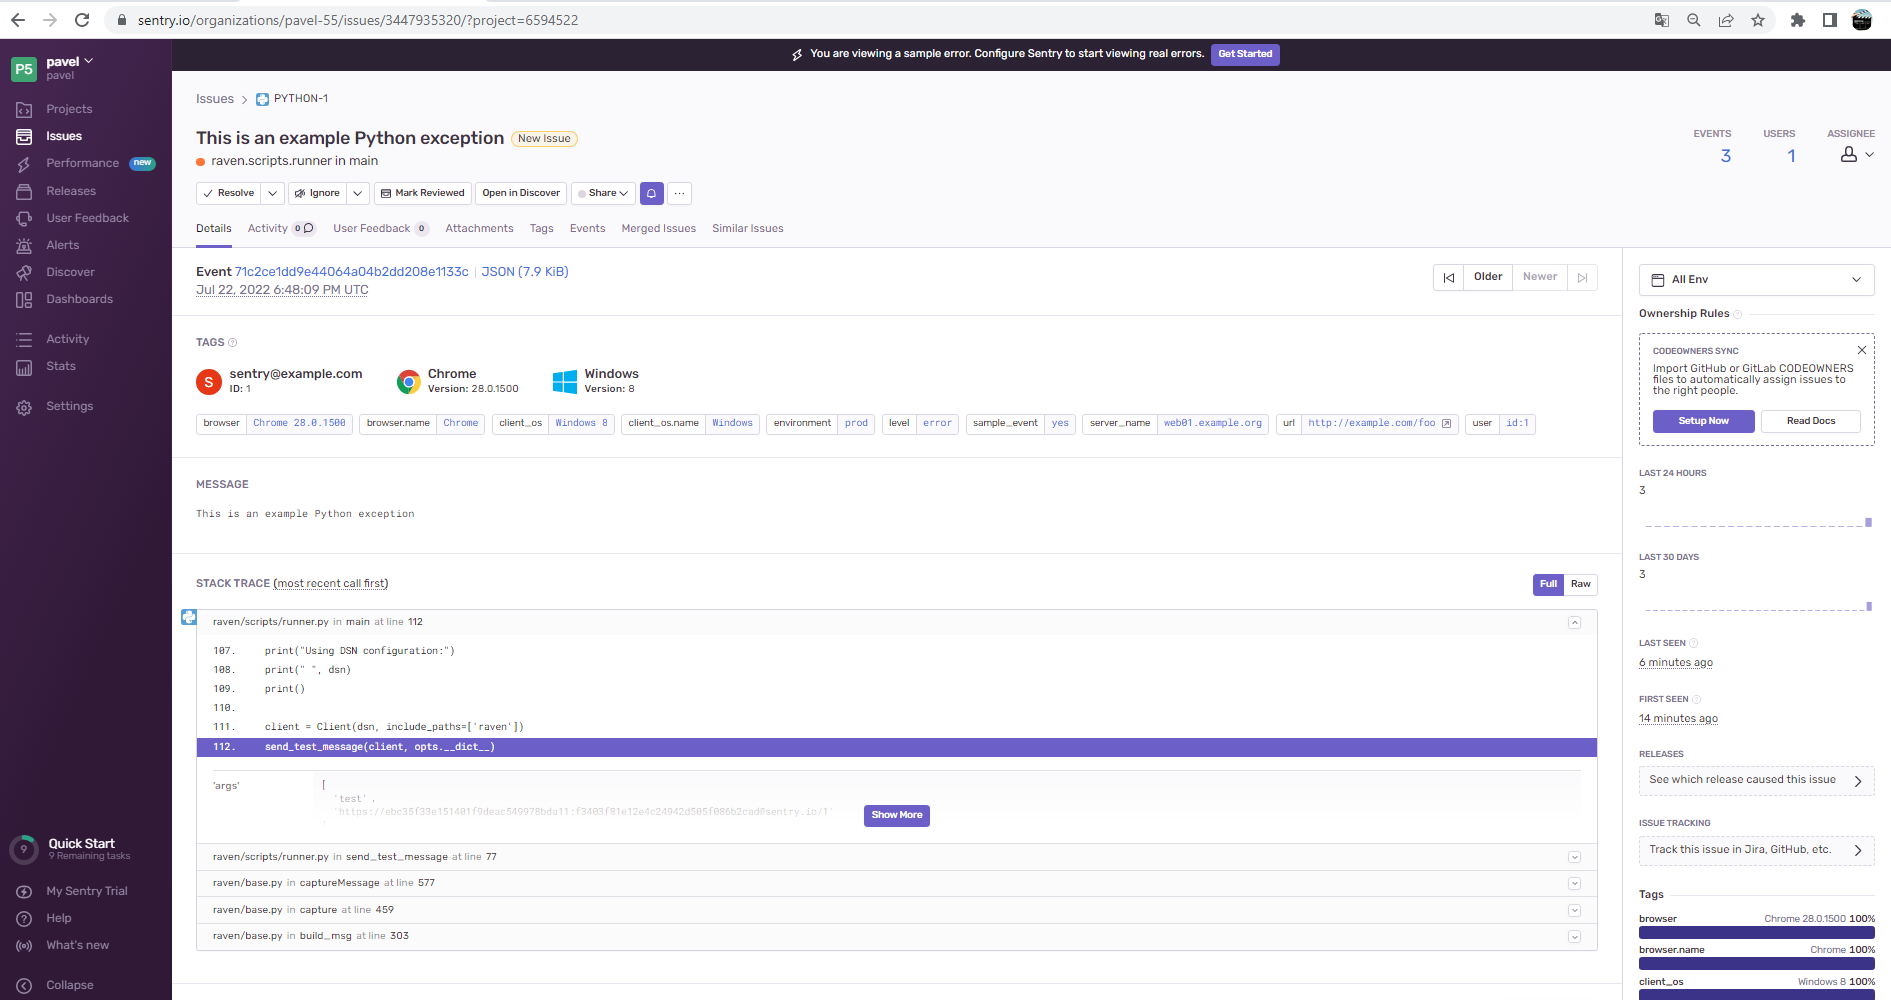 sentry.io/organizations/pavel-55/issues/3447935320/?project=6594522
P5
pavel
pavel
Projects
Issues
Performance new
Releases
User Feedback
Alerts
Discover
Dashboards
Activity
Stats
Settings
Quick Start
9
9 Remaining tasks
My Sentry Trial
Help
What's new
Collapse
You are viewing a sample error. Configure Sentry to start viewing real errors. Get Started
Issues > PYTHON-1
This is an example Python exception New Issue
raven.scripts.runner in main
EVENTS USERS ASSIGNEE
3 1
Resolve Ignore Mark Reviewed Open in Discover Share ...
Details Activity 0 User Feedback 0 Attachments Tags Events Merged Issues Similar Issues
Event 71c2ce1dd9e44064a04b2dd208e1133c | JSON (7.9 KiB)
Jul 22, 2022 6:48:09 PM UTC
Older Newer
TAGS ?
S sentry@example.com
ID: 1
Chrome
Version: 28.0.1500
Windows
Version: 8
browser Chrome 28.0.1500 browser.name Chrome client_os Windows 8 client_os.name Windows environment prod level error sample_event yes server_name web01.example.org url http://example.com/foo user id:1
MESSAGE
This is an example Python exception
STACK TRACE (most recent call first)
Full Raw
raven/scripts/runner.py in main at line 112
107. print("Using DSN configuration:")
108. print(" ", dsn)
109. print()
110.
111. client = Client(dsn, include_paths=['raven'])
112. send_test_message(client, opts.__dict__)
'args' [
'test',
'https://ebc35f33e151401f9deac549978bda11:f3403f81e12e4c24942d505f086b2cad@sentry.io/1'
Show More
raven/scripts/runner.py in send_test_message at line 77
raven/base.py in captureMessage at line 577
raven/base.py in capture at line 459
raven/base.py in build_msg at line 303
All Env
Ownership Rules ?
CODEOWNERS SYNC
Import GitHub or GitLab CODEOWNERS
files to automatically assign issues to
the right people.
Setup Now Read Docs
LAST 24 HOURS
3
LAST 30 DAYS
3
LAST SEEN ?
6 minutes ago
FIRST SEEN ?
14 minutes ago
RELEASES
See which release caused this issue
ISSUE TRACKING
Track this issue in Jira, GitHub, etc.
Tags
browser Chrome 28.0.1500 100%
browser.name Chrome 100%
client_os Windows 8 100%